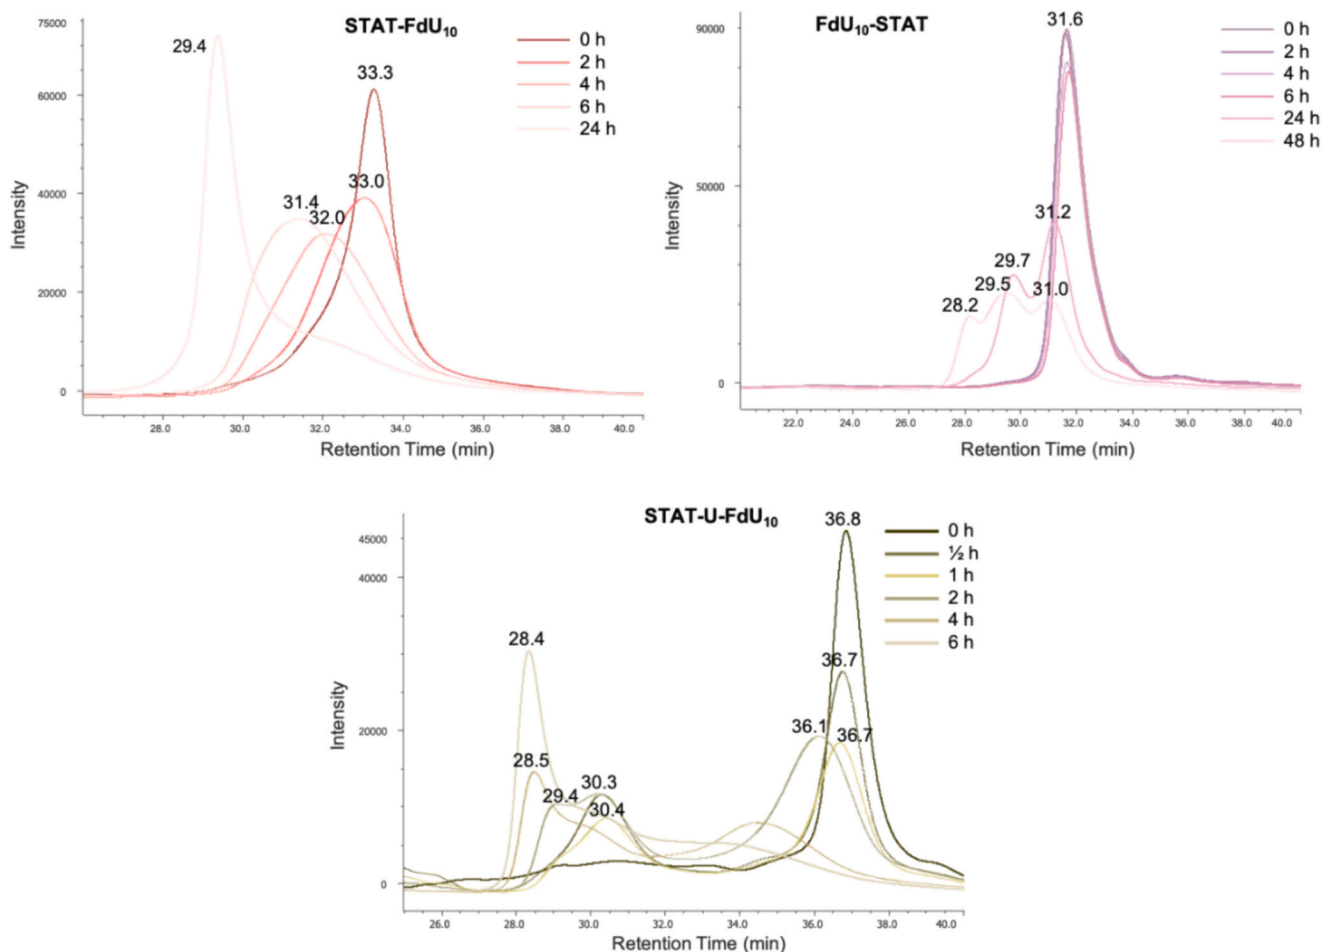 STAT-FdU₁₀
75000
60000
40000
20000
0
Intensity
29.4
33.3
33.0
31.4
32.0
0 h
2 h
4 h
6 h
24 h
28.0 30.0 32.0 34.0 36.0 38.0 40.0
Retention Time (min)
FdU₁₀-STAT
90000
50000
0
Intensity
31.6
31.2
29.7
29.5
31.0
28.2
0 h
2 h
4 h
6 h
24 h
48 h
22.0 24.0 26.0 28.0 30.0 32.0 34.0 36.0 38.0 40.0
Retention Time (min)
STAT-U-FdU₁₀
45000
40000
20000
0
Intensity
36.8
36.7
36.1
36.7
28.4
28.5
30.3
29.4
30.4
0 h
½ h
1 h
2 h
4 h
6 h
26.0 28.0 30.0 32.0 34.0 36.0 38.0 40.0
Retention Time (min)